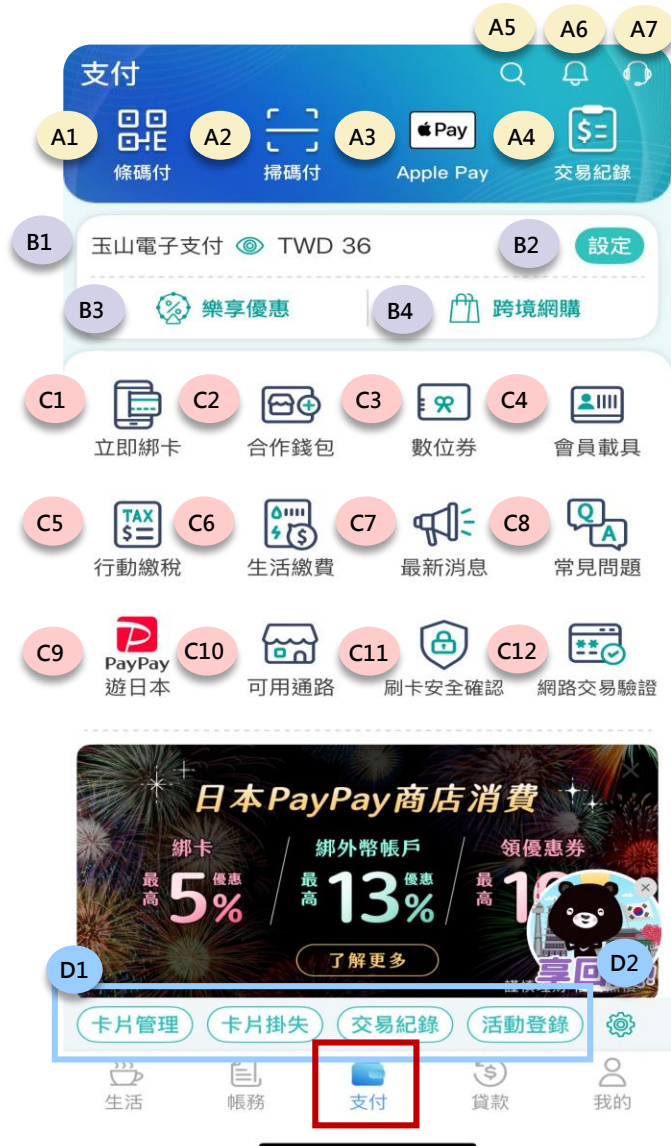 A5 A6 A7
支付
A1 A2 A3 A4
Pay
條碼付 掃碼付 Apple Pay 交易紀錄
B1 玉山電子支付 TWD 36 B2 設定
B3 樂享優惠 B4 跨境網購
C1 C2 C3 C4
立即綁卡 合作錢包 數位券 會員載具
C5 TAX C6 C7 C8 Q A
行動繳稅 生活繳費 最新消息 常見問題
C9 PayPay C10 C11 C12
遊日本 可用通路 刷卡安全確認 網路交易驗證
日本PayPay商店消費
綁卡 綁外幣帳戶 領優惠券
最高5%優惠 最高13%優惠 最高
了解更多
D1 D2
卡片管理 卡片掛失 交易紀錄 活動登錄
生活 帳務 支付 貸款 我的